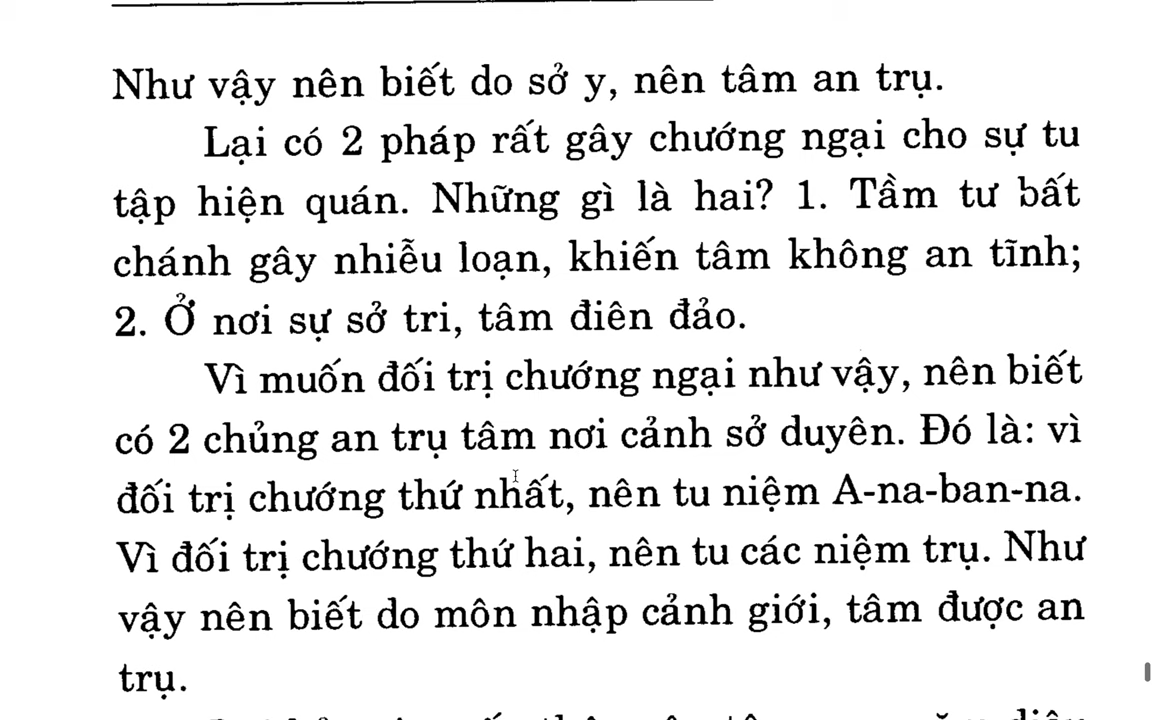 Như vậy nên biết do sở y, nên tâm an trụ.
Lại có 2 pháp rất gây chướng ngại cho sự tu
tập hiện quán. Những gì là hai? 1. Tầm tư bất
chánh gây nhiễu loạn, khiến tâm không an tĩnh;
2. Ở nơi sự sở tri, tâm điên đảo.
Vì muốn đối trị chướng ngại như vậy, nên biết
có 2 chủng an trụ tâm nơi cảnh sở duyên. Đó là: vì
đối trị chướng thứ nhất, nên tu niệm A-na-ban-na.
Vì đối trị chướng thứ hai, nên tu các niệm trụ. Như
vậy nên biết do môn nhập cảnh giới, tâm được an
trụ.